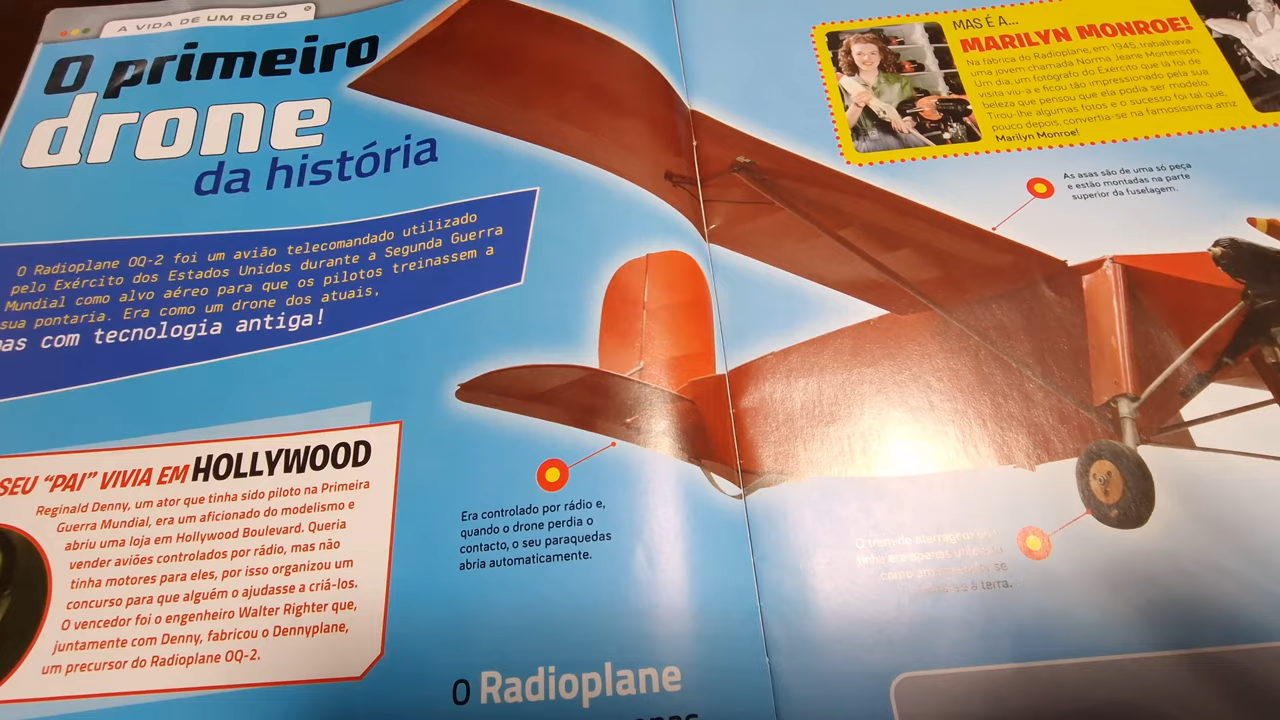 A VIDA DE UM ROBÔ
O primeiro
drone
da história
O Radioplane OQ-2 foi um avião telecomandado utilizado
pelo Exército dos Estados Unidos durante a Segunda Guerra
Mundial como alvo aéreo para que os pilotos treinassem a
sua pontaria. Era como um drone dos atuais,
mas com tecnologia antiga!
SEU “PAI” VIVIA EM HOLLYWOOD
Reginald Denny, um ator que tinha sido piloto na Primeira
Guerra Mundial, era um aficionado do modelismo e
abriu uma loja em Hollywood Boulevard. Queria
vender aviões controlados por rádio, mas não
tinha motores para eles, por isso organizou um
concurso para que alguém o ajudasse a criá-los.
O vencedor foi o engenheiro Walter Righter que,
juntamente com Denny, fabricou o Dennyplane,
um precursor do Radioplane OQ-2.
Era controlado por rádio e,
quando o drone perdia o
contacto, o seu paraquedas
abria automaticamente.
O Radioplane
MAS É A...
MARILYN MONROE!
Na fábrica do Radioplane, em 1945, trabalhava
uma jovem chamada Norma Jeane Mortenson.
Um dia, um fotógrafo do Exército que lá foi de
visita viu-a e ficou tão impressionado pela sua
beleza que pensou que ela podia ser modelo.
Tirou-lhe algumas fotos e o sucesso foi tal que,
pouco depois, convertia-se na famosíssima atriz
Marilyn Monroe!
As asas são de uma só peça
e estão montadas na parte
superior da fuselagem.
O trem de aterragem
tinha era apenas
como
à terra.